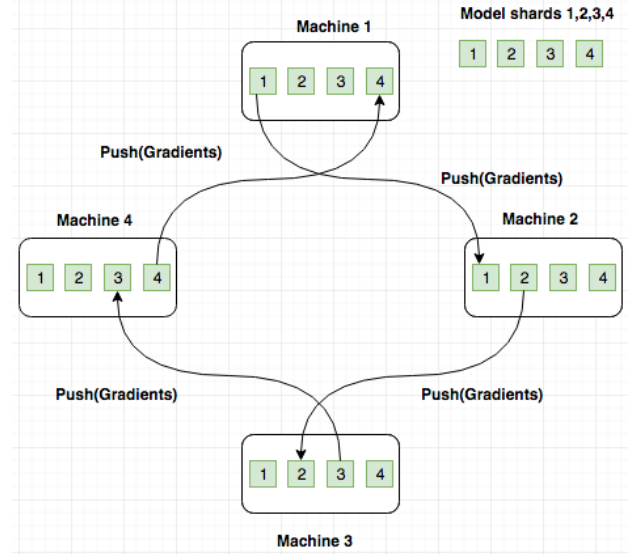 Model shards 1,2,3,4
1 2 3 4
Machine 1
1 2 3 4
Push(Gradients)
Push(Gradients)
Machine 4
1 2 3 4
Machine 2
1 2 3 4
Push(Gradients)
Push(Gradients)
1 2 3 4
Machine 3